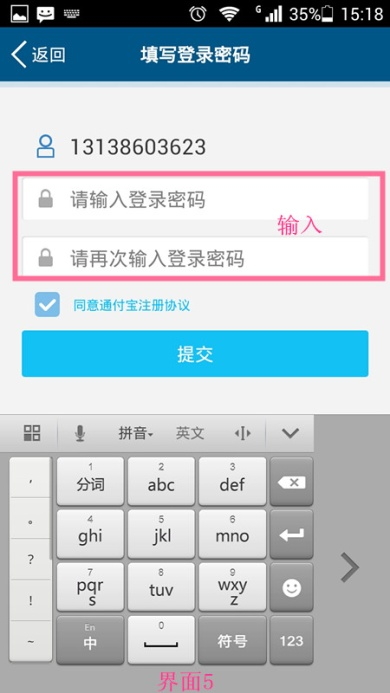 G 35% 15:18
返回 填写登录密码
13138603623
请输入登录密码
输入
请再次输入登录密码
同意通付宝注册协议
提交
拼音 英文
, 1 分词 2 abc 3 def
。 4 ghi 5 jkl 6 mno
? 7 pqrs 8 tuv 9 wxyz
! ~ En 中 0 符号 123
界面5